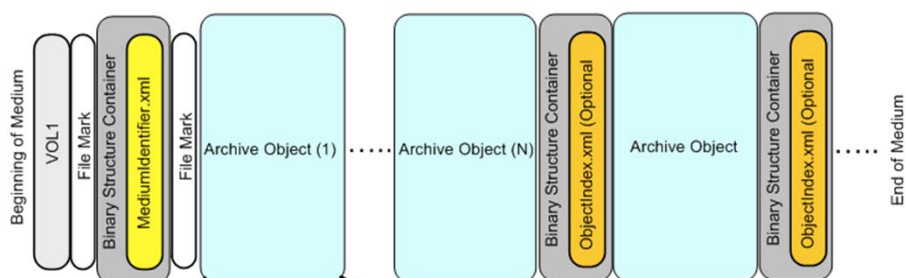 Beginning of Medium
VOL1
File Mark
Binary Structure Container
MediumIdentifier.xml
File Mark
Archive Object (1)
Archive Object (N)
Binary Structure Container
ObjectIndex.xml (Optional
Archive Object
Binary Structure Container
ObjectIndex.xml (Optional
End of Medium